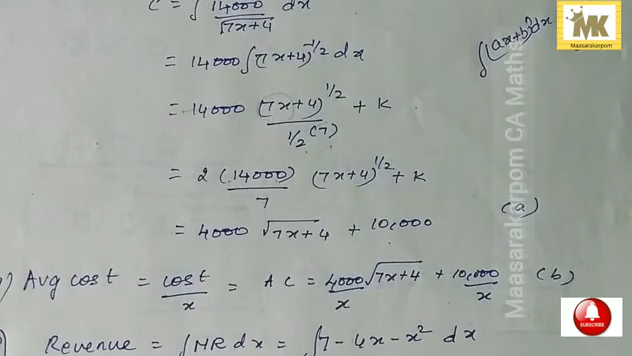 C = ∫ 14000/√7x+4 dx
∫(ax+b)ⁿdx
= 14000 ∫(7x+4)^-1/2 dx
= 14000 (7x+4)^1/2 / 1/2 (7) + K
= 2 (14000)/7 (7x+4)^1/2 + K
= 4000 √7x+4 + 10,000 (a)
Avg cost = cost/x = AC = 4000√7x+4/x + 10,000/x (b)
Revenue = ∫MR dx = ∫7 - 4x - x² dx
MK
Maasarakarpom
Maasarakarpom CA Maths
SUBSCRIBE